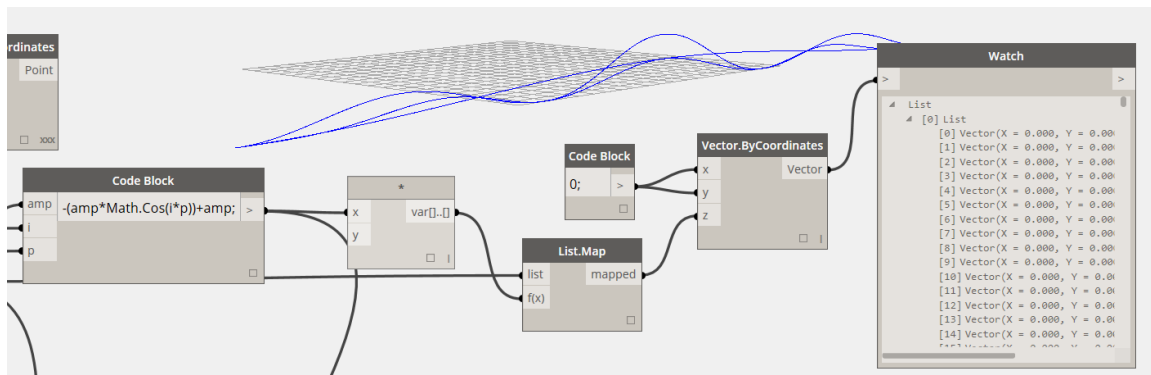 rdinates
Point
xxx
Code Block
amp
i
p
-(amp*Math.Cos(i*p))+amp;
>
*
x
y
var[]..[]
|
List.Map
list
f(x)
mapped
Code Block
0;
>
Vector.ByCoordinates
x
y
z
Vector
|
Watch
> >
List
[0] List
[0] Vector(X = 0.000, Y = 0.00
[1] Vector(X = 0.000, Y = 0.00
[2] Vector(X = 0.000, Y = 0.00
[3] Vector(X = 0.000, Y = 0.00
[4] Vector(X = 0.000, Y = 0.00
[5] Vector(X = 0.000, Y = 0.00
[6] Vector(X = 0.000, Y = 0.00
[7] Vector(X = 0.000, Y = 0.00
[8] Vector(X = 0.000, Y = 0.00
[9] Vector(X = 0.000, Y = 0.00
[10] Vector(X = 0.000, Y = 0.00
[11] Vector(X = 0.000, Y = 0.00
[12] Vector(X = 0.000, Y = 0.00
[13] Vector(X = 0.000, Y = 0.00
[14] Vector(X = 0.000, Y = 0.00